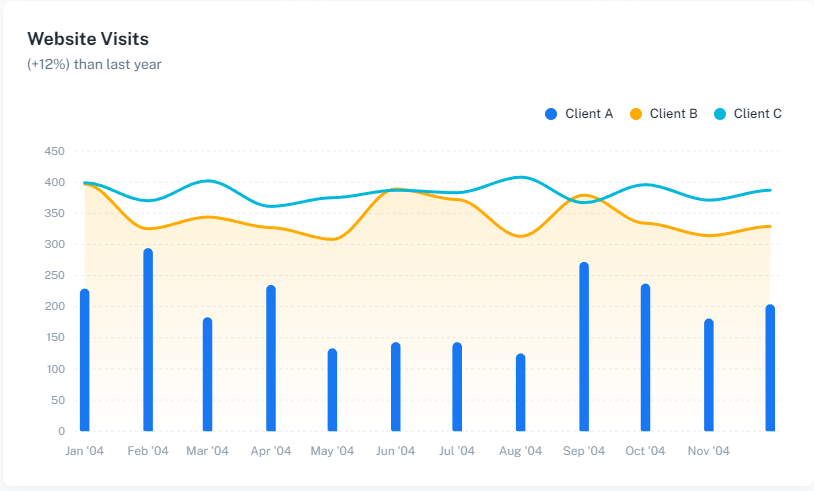 Website Visits
(+12%) than last year
Client A Client B Client C
450
400
350
300
250
200
150
100
50
0
Jan '04 Feb '04 Mar '04 Apr '04 May '04 Jun '04 Jul '04 Aug '04 Sep '04 Oct '04 Nov '04